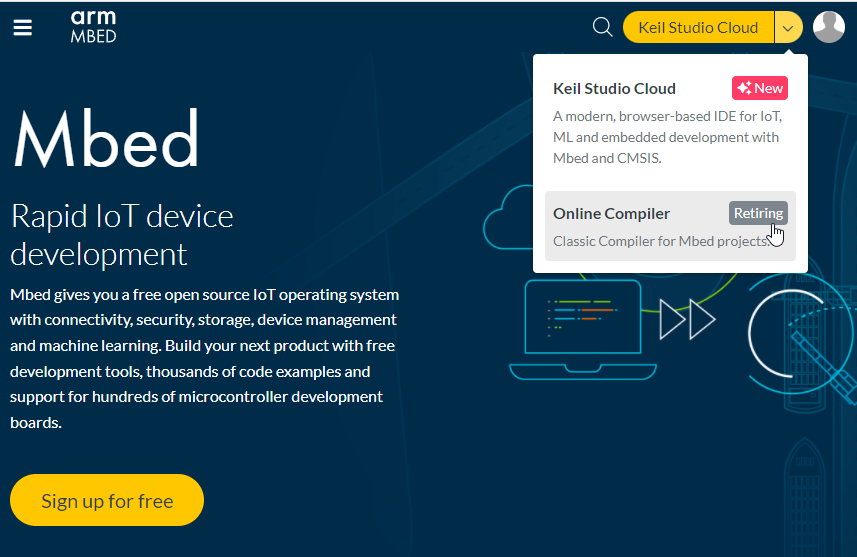 arm
MBED
Keil Studio Cloud
Keil Studio Cloud
New
A modern, browser-based IDE for IoT,
ML and embedded development with
Mbed and CMSIS.
Online Compiler
Retiring
Classic Compiler for Mbed projects.
Mbed
Rapid IoT device
development
Mbed gives you a free open source IoT operating system
with connectivity, security, storage, device management
and machine learning. Build your next product with free
development tools, thousands of code examples and
support for hundreds of microcontroller development
boards.
Sign up for free